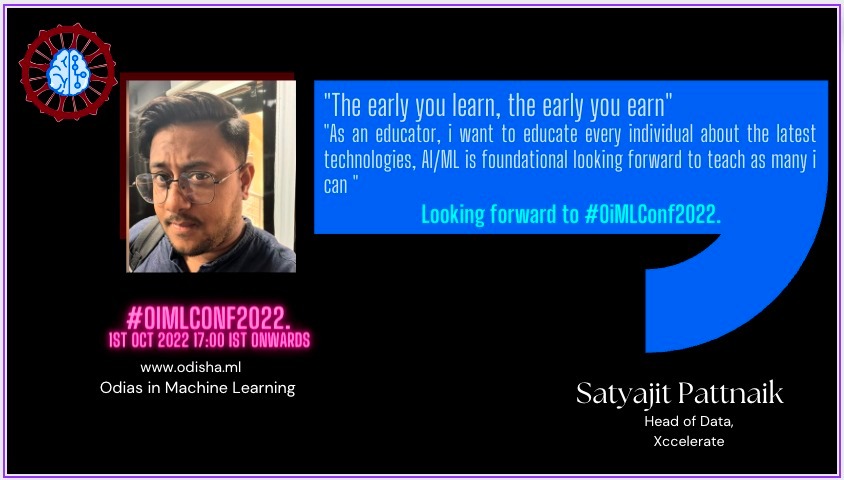 "The early you learn, the early you earn"
"As an educator, i want to educate every individual about the latest
technologies, AI/ML is foundational looking forward to teach as many i
can "
Looking forward to #OiMLConf2022.
#OIMLCONF2022.
1ST OCT 2022 17:00 IST ONWARDS
www.odisha.ml
Odias in Machine Learning
Satyajit Pattnaik
Head of Data,
Xccelerate